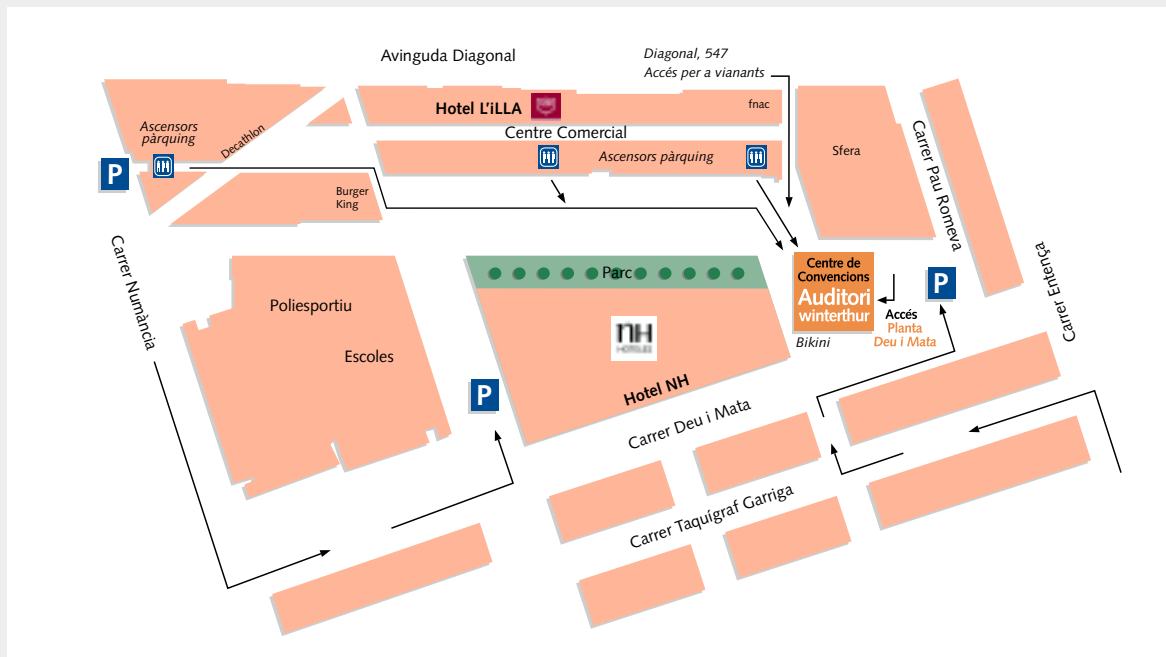 Avinguda Diagonal
Diagonal, 547
Accés per a vianants
Hotel L'iLLA
fnac
Centre Comercial
Ascensors
pàrquing
Decathlon
Ascensors pàrquing
Sfera
Carrer Pau Romeva
P
Burger
King
Carrer Numància
Carrer Entença
Parc
Centre de
Convencions
Auditori
winterthur
P
Accés
Planta
Deu i Mata
Bikini
Poliesportiu
Escoles
nH
HOTELES
Hotel NH
P
Carrer Deu i Mata
Carrer Taquígraf Garriga